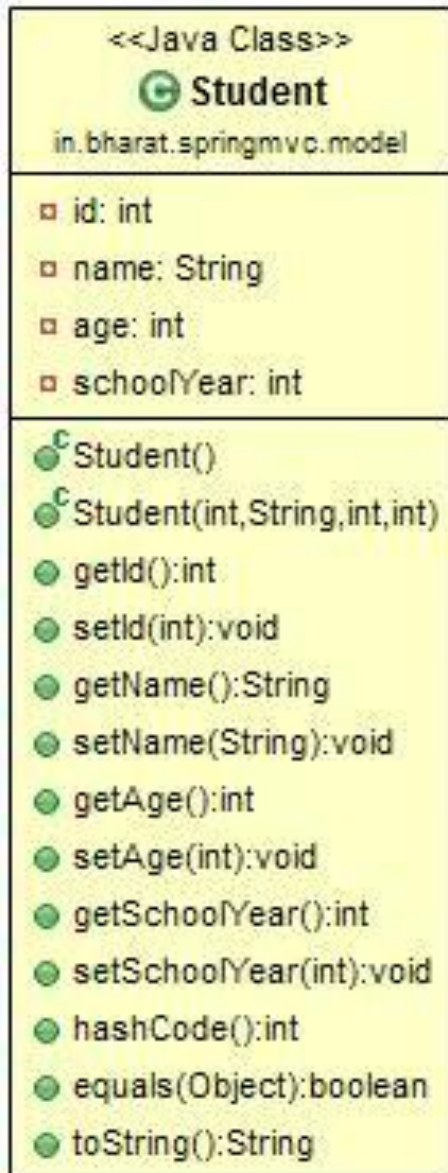 <<Java Class>>
C Student
in.bharat.springmvc.model
id: int
name: String
age: int
schoolYear: int
C Student()
C Student(int,String,int,int)
getId():int
setId(int):void
getName():String
setName(String):void
getAge():int
setAge(int):void
getSchoolYear():int
setSchoolYear(int):void
hashCode():int
equals(Object):boolean
toString():String